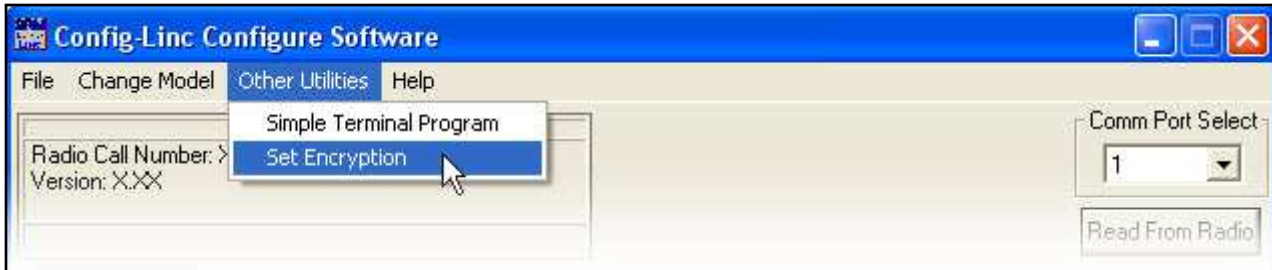 Config-Linc Configure Software
File Change Model Other Utilities Help
Simple Terminal Program
Set Encryption
Radio Call Number: X
Version: X.XX
Comm Port Select
1
Read From Radio